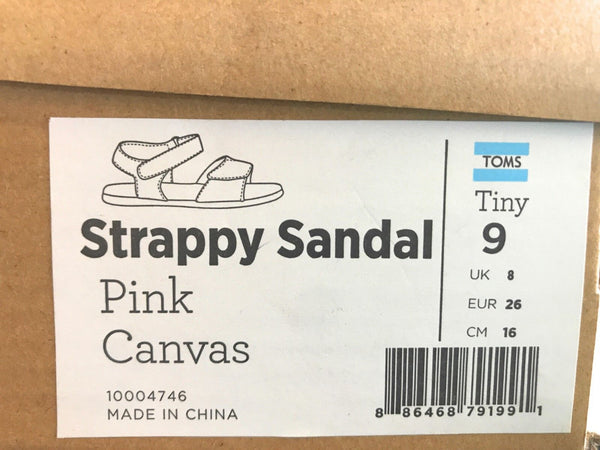 Strappy Sandal
Pink
Canvas
10004746
MADE IN CHINA
TOMS
Tiny
9
UK 8
EUR 26
CM 16
8 86468 79199 1